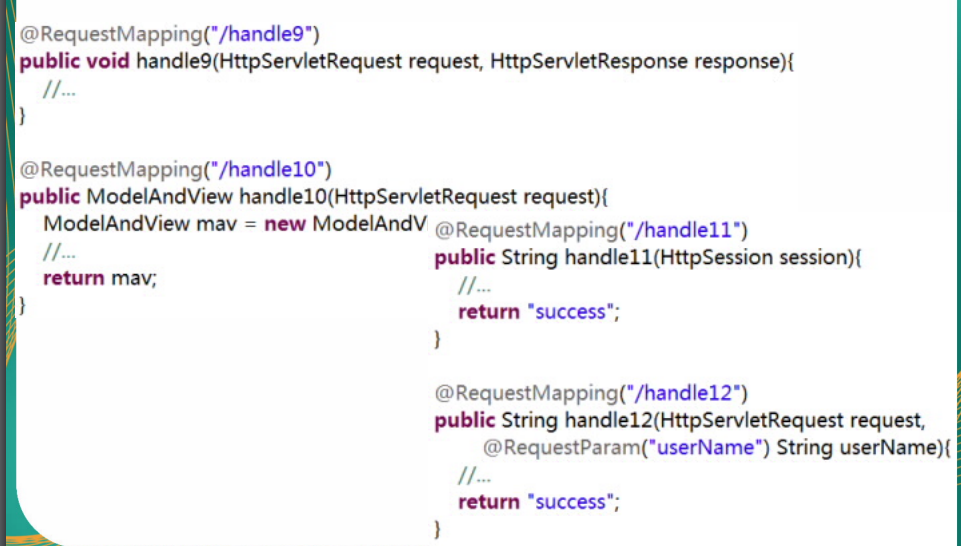 @RequestMapping("/handle9")
public void handle9(HttpServletRequest request, HttpServletResponse response){
//...
}
@RequestMapping("/handle10")
public ModelAndView handle10(HttpServletRequest request){
ModelAndView mav = new ModelAndV
//...
return mav;
}
@RequestMapping("/handle11")
public String handle11(HttpSession session){
//...
return "success";
}
@RequestMapping("/handle12")
public String handle12(HttpServletRequest request,
@RequestParam("userName") String userName){
//...
return "success";
}